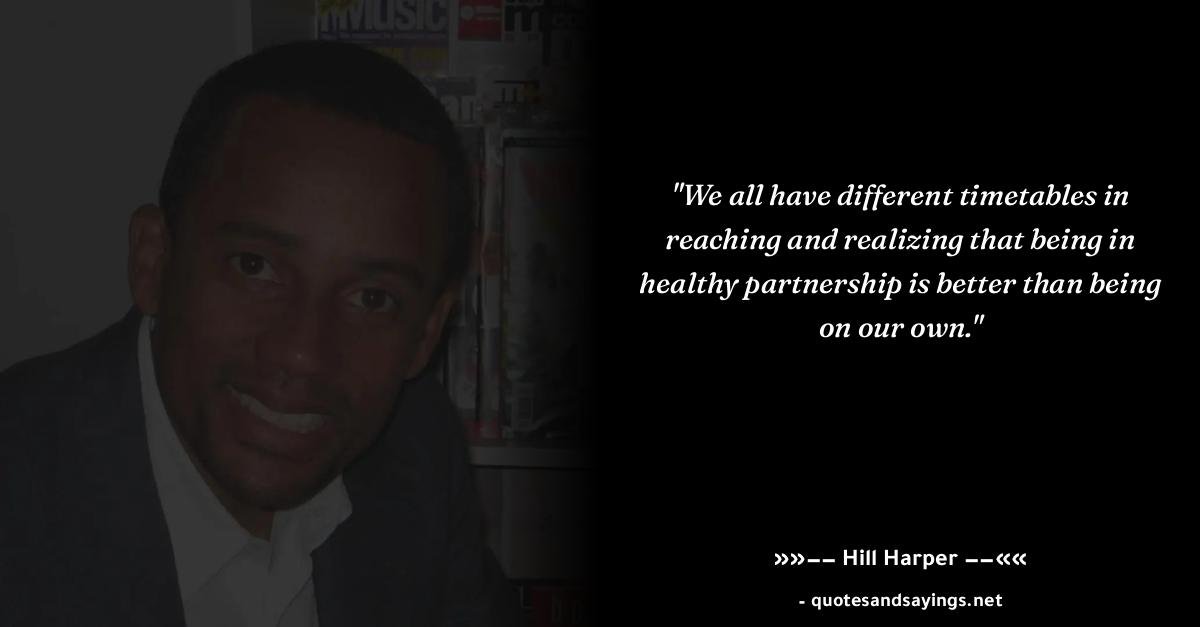 MUSIC
"We all have different timetables in
reaching and realizing that being in
healthy partnership is better than being
on our own."
»»–– Hill Harper ––««
- quotesandsayings.net